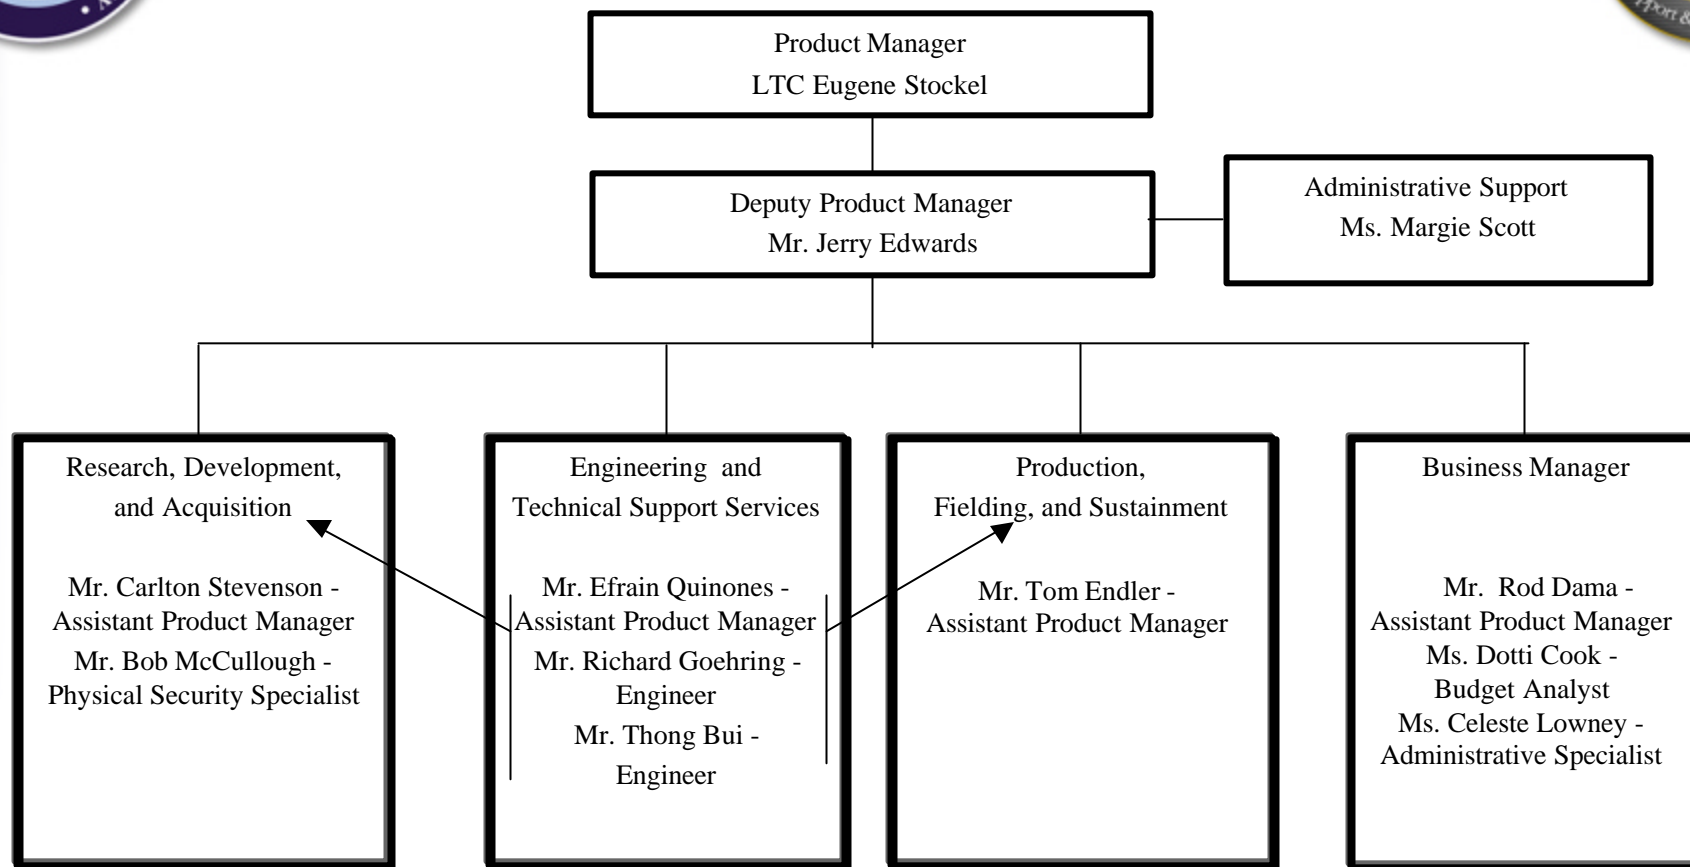 Product Manager
LTC Eugene Stockel
Deputy Product Manager
Mr. Jerry Edwards
Administrative Support
Ms. Margie Scott
Research, Development,
and Acquisition
Mr. Carlton Stevenson -
Assistant Product Manager
Mr. Bob McCullough -
Physical Security Specialist
Engineering and
Technical Support Services
Mr. Efrain Quinones -
Assistant Product Manager
Mr. Richard Goehring -
Engineer
Mr. Thong Bui -
Engineer
Production,
Fielding, and Sustainment
Mr. Tom Endler -
Assistant Product Manager
Business Manager
Mr. Rod Dama -
Assistant Product Manager
Ms. Dotti Cook -
Budget Analyst
Ms. Celeste Lowney -
Administrative Specialist